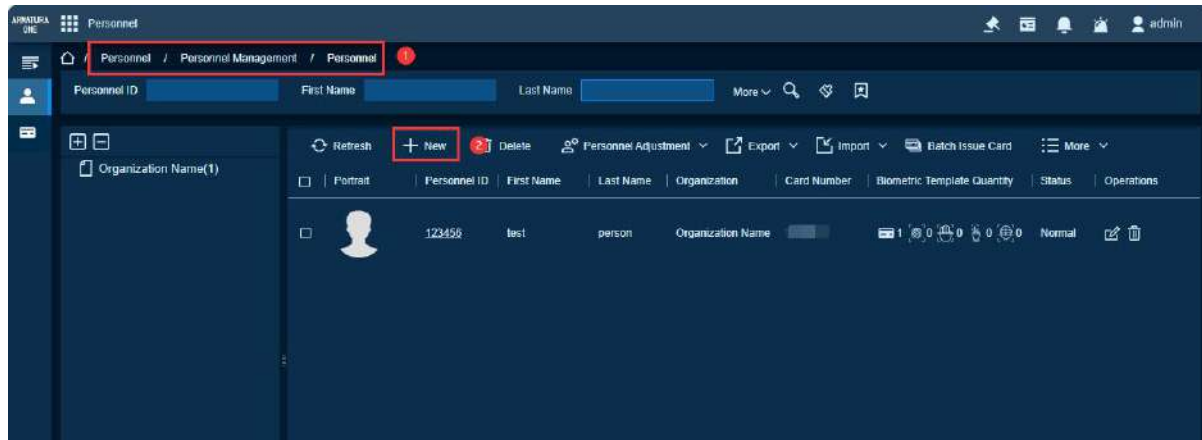 ARMATURA ONE Personnel admin
/ Personnel / Personnel Management / Personnel 1
Personnel ID First Name Last Name More
Refresh New 2 Delete Personnel Adjustment Export Import Batch Issue Card More
Organization Name(1)
Portrait Personnel ID First Name Last Name Organization Card Number Biometric Template Quantity Status Operations
123456 test person Organization Name 1 0 0 0 0 Normal